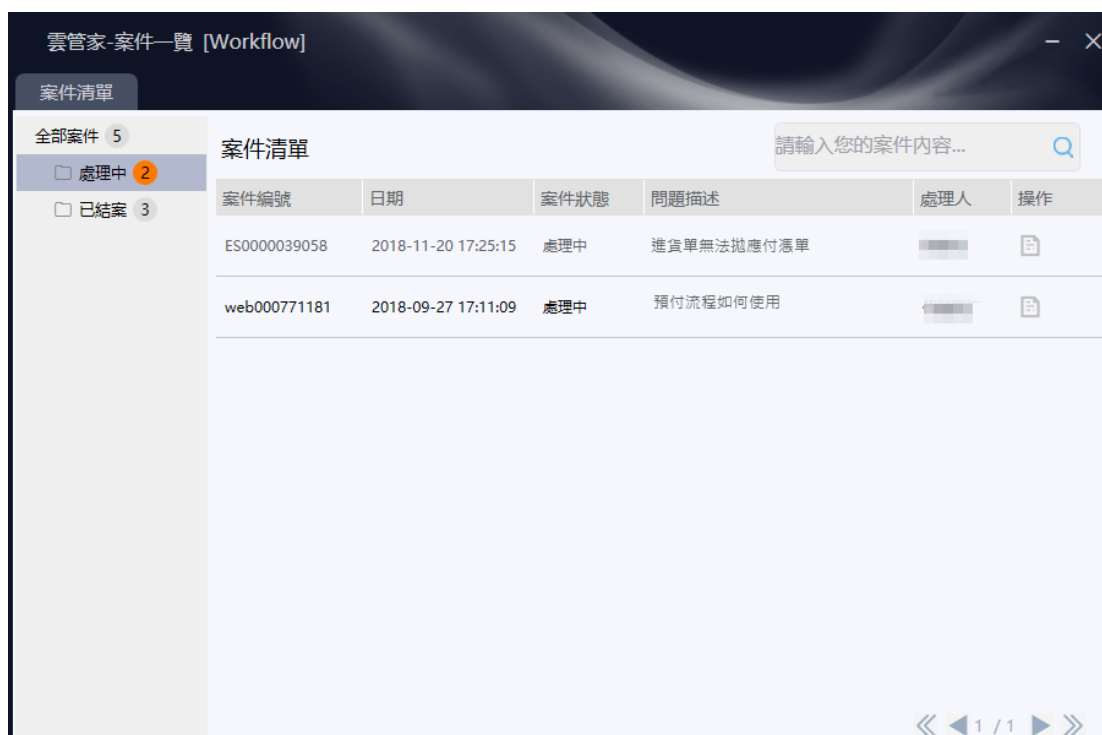 雲管家-案件一覽 [Workflow]
案件清單
全部案件 5
處理中 2
已結案 3
案件清單
請輸入您的案件内容...
案件編號 日期 案件狀態 問題描述 處理人 操作
ES0000039058 2018-11-20 17:25:15 處理中 進貨單無法拋應付憑單
web000771181 2018-09-27 17:11:09 處理中 預付流程如何使用
1 / 1